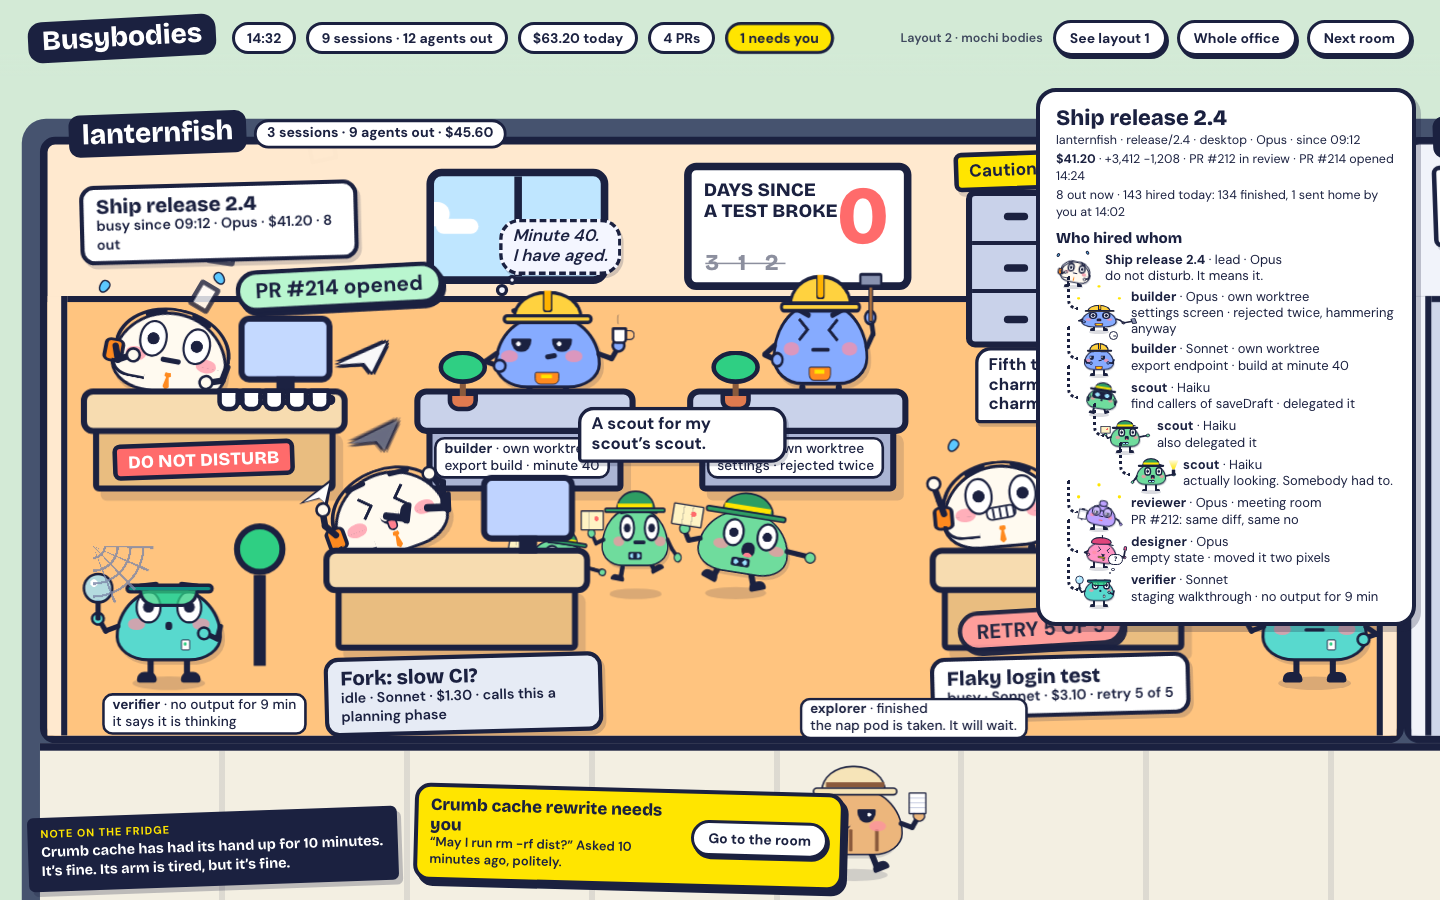 Busybodies
14:32
9 sessions · 12 agents out
$63.20 today
4 PRs
1 needs you
Layout 2 · mochi bodies
See layout 1
Whole office
Next room
lanternfish
3 sessions · 9 agents out · $45.60
Ship release 2.4
busy since 09:12 · Opus · $41.20 · 8
out
PR #214 opened
Minute 40.
I have aged.
DAYS SINCE
A TEST BROKE
0
3 1 2
Caution
Fifth t
charm
charm
DO NOT DISTURB
builder · own worktre
export build · minute 40
A scout for my
scout's scout.
wn worktree
settings · rejected twice
verifier · no output for 9 min
it says it is thinking
Fork: slow CI?
idle · Sonnet · $1.30 · calls this a
planning phase
RETRY 5 OF 5
Flaky login test
busy · Sonnet · $3.10 · retry 5 of 5
explorer · finished
the nap pod is taken. It will wait.
Ship release 2.4
lanternfish · release/2.4 · desktop · Opus · since 09:12
$41.20 · +3,412 −1,208 · PR #212 in review · PR #214 opened
14:24
8 out now · 143 hired today: 134 finished, 1 sent home by
you at 14:02
Who hired whom
Ship release 2.4 · lead · Opus
do not disturb. It means it.
builder · Opus · own worktree
settings screen · rejected twice, hammering
anyway
builder · Sonnet · own worktree
export endpoint · build at minute 40
scout · Haiku
find callers of saveDraft · delegated it
scout · Haiku
also delegated it
scout · Haiku
actually looking. Somebody had to.
reviewer · Opus · meeting room
PR #212: same diff, same no
designer · Opus
empty state · moved it two pixels
verifier · Sonnet
staging walkthrough · no output for 9 min
NOTE ON THE FRIDGE
Crumb cache has had its hand up for 10 minutes.
It's fine. Its arm is tired, but it's fine.
Crumb cache rewrite needs
you
“May I run rm -rf dist?” Asked 10
minutes ago, politely.
Go to the room